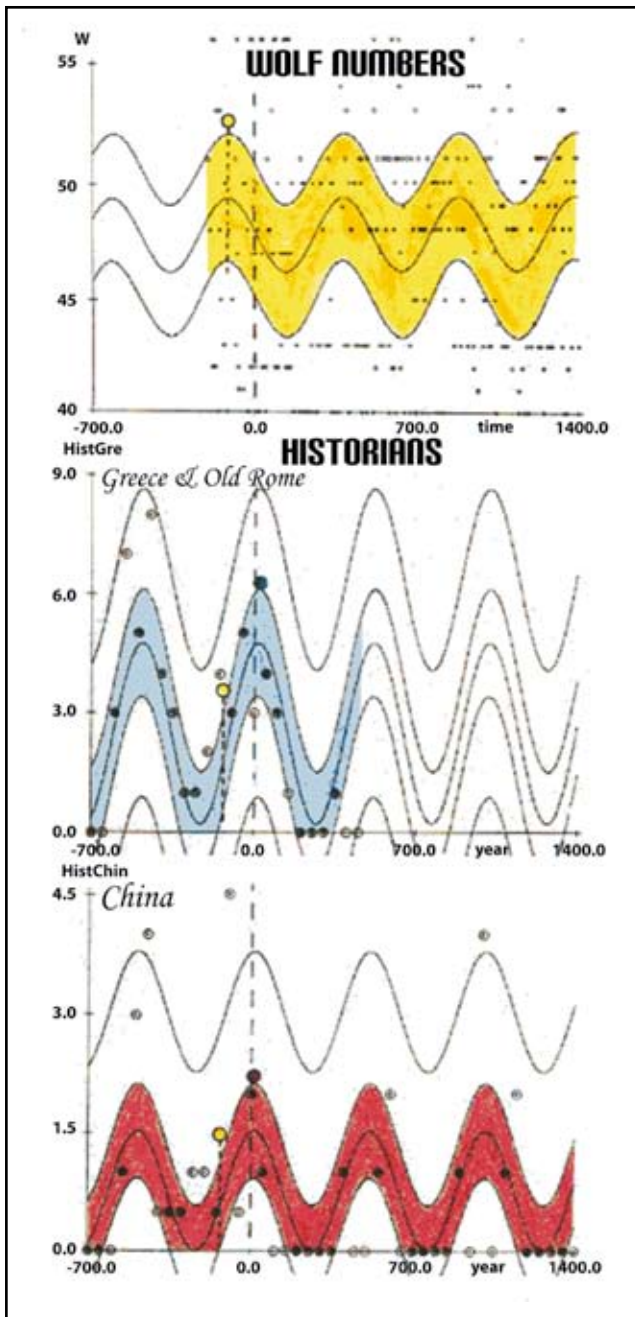 W
WOLF NUMBERS
55
50
45
40
-700.0 0.0 700.0 time 1400.0
HistGre
HISTORIANS
Greece & Old Rome
9.0
6.0
3.0
0.0
-700.0 0.0 700.0 year 1400.0
HistChin
China
4.5
3.0
1.5
0.0
-700.0 0.0 700.0 year 1400.0